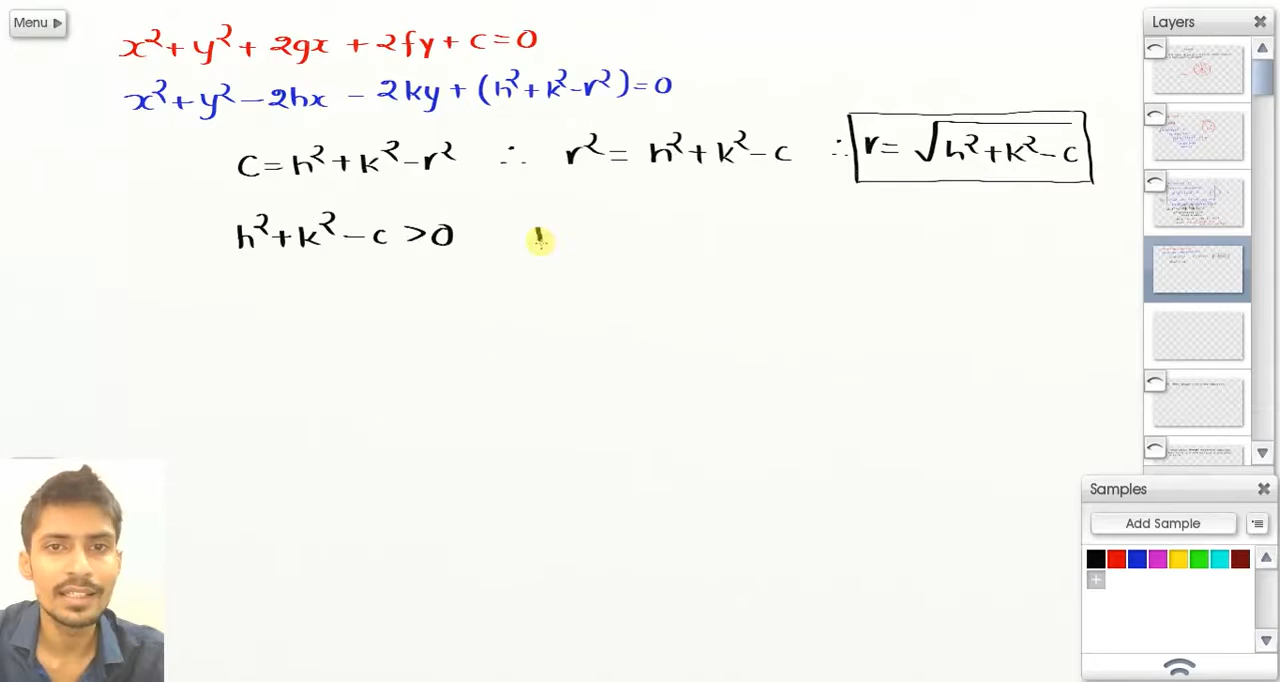 Menu
x²+y²+2gx+2fy+c=0
x²+y²-2hx-2ky+(h²+k²-r²)=0
C=h²+k²-r² ∴ r²=h²+k²-c ∴ r=√(h²+k²-c)
h²+k²-c>0
Layers
Samples
Add Sample